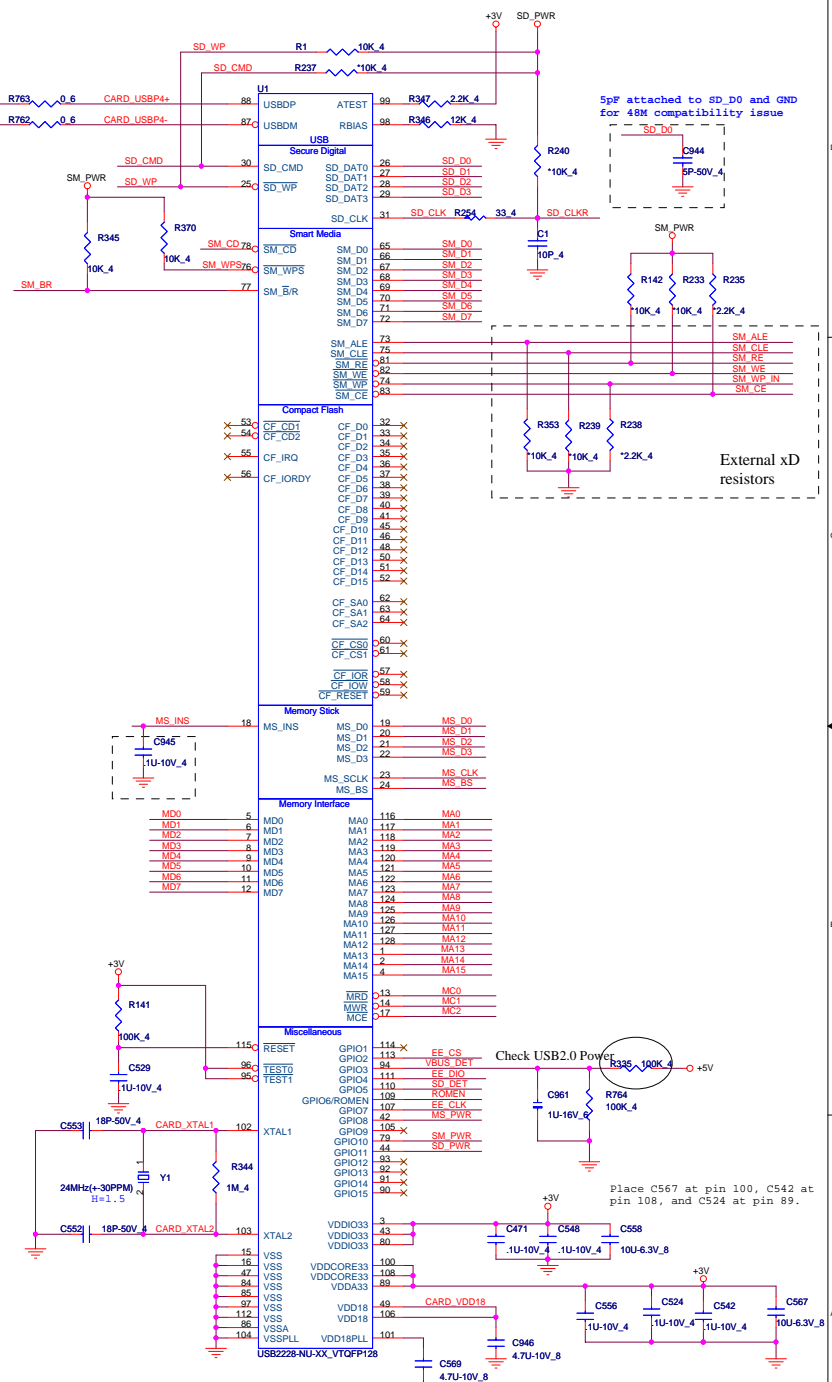 +3V SD_PWR
SD_WP R1 10K_4
SD_CMD R237 *10K_4
U1
R763 0_6 CARD_USBP4+ 88 USBDP ATEST 99 R347 2.2K_4
R762 0_6 CARD_USBP4- 87 USBDM RBIAS 98 R346 12K_4
USB
5pF attached to SD_D0 and GND
for 48M compatibility issue
SD_D0
C944
5P-50V_4
Secure Digital
SD_CMD 30 SD_CMD SD_DAT0 26 SD_D0
SD_DAT1 27 SD_D1
SM_PWR SD_WP 25 SD_WP SD_DAT2 28 SD_D2
SD_DAT3 29 SD_D3
R240
*10K_4
SD_CLK 31 SD_CLK R254 33_4 SD_CLKR
C1
10P_4
R345
10K_4
R370
10K_4
Smart Media
SM_CD 78 SM_CD SM_D0 65 SM_D0
SM_D1 66 SM_D1
SM_WPS 76 SM_WPS SM_D2 67 SM_D2
SM_D3 68 SM_D3
SM_BR 77 SM_B/R SM_D4 69 SM_D4
SM_D5 70 SM_D5
SM_D6 71 SM_D6
SM_D7 72 SM_D7
SM_PWR
R142 R233 R235
*10K_4 *10K_4 *2.2K_4
SM_ALE 73 SM_ALE
SM_CLE 75 SM_CLE
SM_RE 81 SM_RE
SM_WE 82 SM_WE
SM_WP 74 SM_WP_IN
SM_CE 83 SM_CE
R353 R239 R238
*10K_4 *10K_4 *2.2K_4
External xD
resistors
Compact Flash
53 CF_CD1 CF_D0 32
54 CF_CD2 CF_D1 33
CF_D2 34
55 CF_IRQ CF_D3 35
CF_D4 36
56 CF_IORDY CF_D5 37
CF_D6 38
CF_D7 39
CF_D8 40
CF_D9 41
CF_D10 45
CF_D11 46
CF_D12 48
CF_D13 50
CF_D14 51
CF_D15 52
CF_SA0 62
CF_SA1 63
CF_SA2 64
CF_CS0 60
CF_CS1 61
CF_IOR 57
CF_IOW 58
CF_RESET 59
Memory Stick
MS_INS 18 MS_INS MS_D0 19 MS_D0
MS_D1 20 MS_D1
MS_D2 21 MS_D2
MS_D3 22 MS_D3
MS_SCLK 23 MS_CLK
MS_BS 24 MS_BS
C945
.1U-10V_4
Memory Interface
MD0 5 MD0 MA0 116 MA0
MD1 6 MD1 MA1 117 MA1
MD2 7 MD2 MA2 118 MA2
MD3 8 MD3 MA3 119 MA3
MD4 9 MD4 MA4 120 MA4
MD5 10 MD5 MA5 121 MA5
MD6 11 MD6 MA6 122 MA6
MD7 12 MD7 MA7 123 MA7
MA8 124 MA8
MA9 125 MA9
MA10 126 MA10
MA11 127 MA11
MA12 128 MA12
MA13 1 MA13
MA14 2 MA14
MA15 4 MA15
MRD 13 MC0
MWR 14 MC1
MCE 17 MC2
+3V
R141
100K_4
C529
.1U-10V_4
Miscellaneous
115 RESET GPIO1 114
GPIO2 113 EE_CS
96 TEST0 GPIO3 94 VBUS_DET
95 TEST1 GPIO4 111 EE_DIO
GPIO5 110 SD_DET
GPIO6/ROMEN 109 ROMEN
GPIO7 107 EE_CLK
GPIO8 42 MS_PWR
GPIO9 105
GPIO10 79 SM_PWR
GPIO11 44 SD_PWR
GPIO12 93
GPIO13 92
GPIO14 91
GPIO15 90
Check USB2.0 Power
R335 100K_4 +5V
C961
1U-16V_6
R764
100K_4
C553 18P-50V_4 CARD_XTAL1 102 XTAL1
1
Y1
2
24MHz(+-30PPM)
H=1.5
R344
1M_4
C552 18P-50V_4 CARD_XTAL2 103 XTAL2
Place C567 at pin 100, C542 at
pin 108, and C524 at pin 89.
VDDIO33 3
VDDIO33 43
VDDIO33 80
+3V
C471 C548 C558
.1U-10V_4 .1U-10V_4 10U-6.3V_8
15 VSS
16 VSS VDDCORE33 100
47 VSS VDDCORE33 108
84 VSS VDDA33 89
85 VSS
97 VSS VDD18 49 CARD_VDD18
112 VSS VDD18 106
86 VSSA
104 VSSPLL VDD18PLL 101
+3V
C556 C524 C542 C567
.1U-10V_4 .1U-10V_4 .1U-10V_4 10U-6.3V_8
C946
4.7U-10V_8
USB2228-NU-XX_VTQFP128
C569
4.7U-10V_8